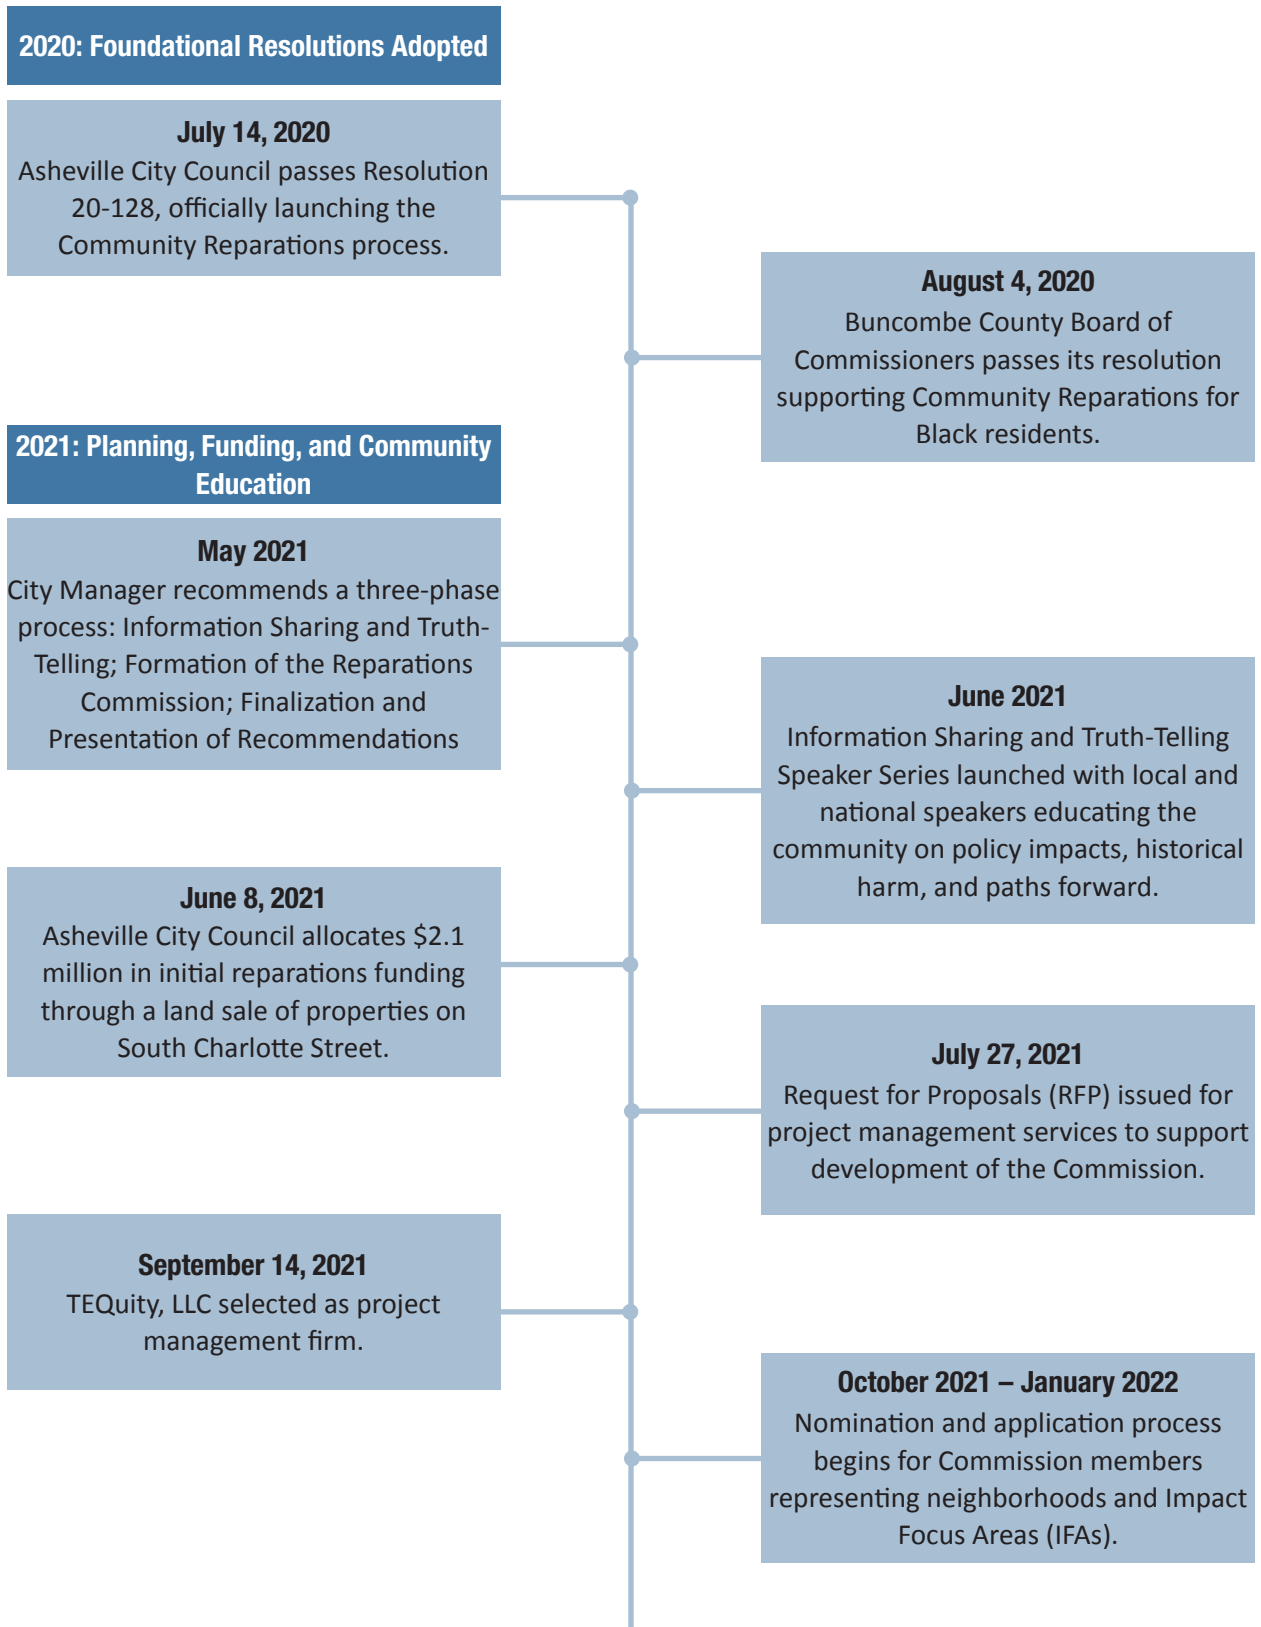 2020: Foundational Resolutions Adopted
July 14, 2020
Asheville City Council passes Resolution
20-128, officially launching the
Community Reparations process.
August 4, 2020
Buncombe County Board of
Commissioners passes its resolution
supporting Community Reparations for
Black residents.
2021: Planning, Funding, and Community
Education
May 2021
City Manager recommends a three-phase
process: Information Sharing and Truth-
Telling; Formation of the Reparations
Commission; Finalization and
Presentation of Recommendations
June 2021
Information Sharing and Truth-Telling
Speaker Series launched with local and
national speakers educating the
community on policy impacts, historical
harm, and paths forward.
June 8, 2021
Asheville City Council allocates $2.1
million in initial reparations funding
through a land sale of properties on
South Charlotte Street.
July 27, 2021
Request for Proposals (RFP) issued for
project management services to support
development of the Commission.
September 14, 2021
TEQuity, LLC selected as project
management firm.
October 2021 – January 2022
Nomination and application process
begins for Commission members
representing neighborhoods and Impact
Focus Areas (IFAs).